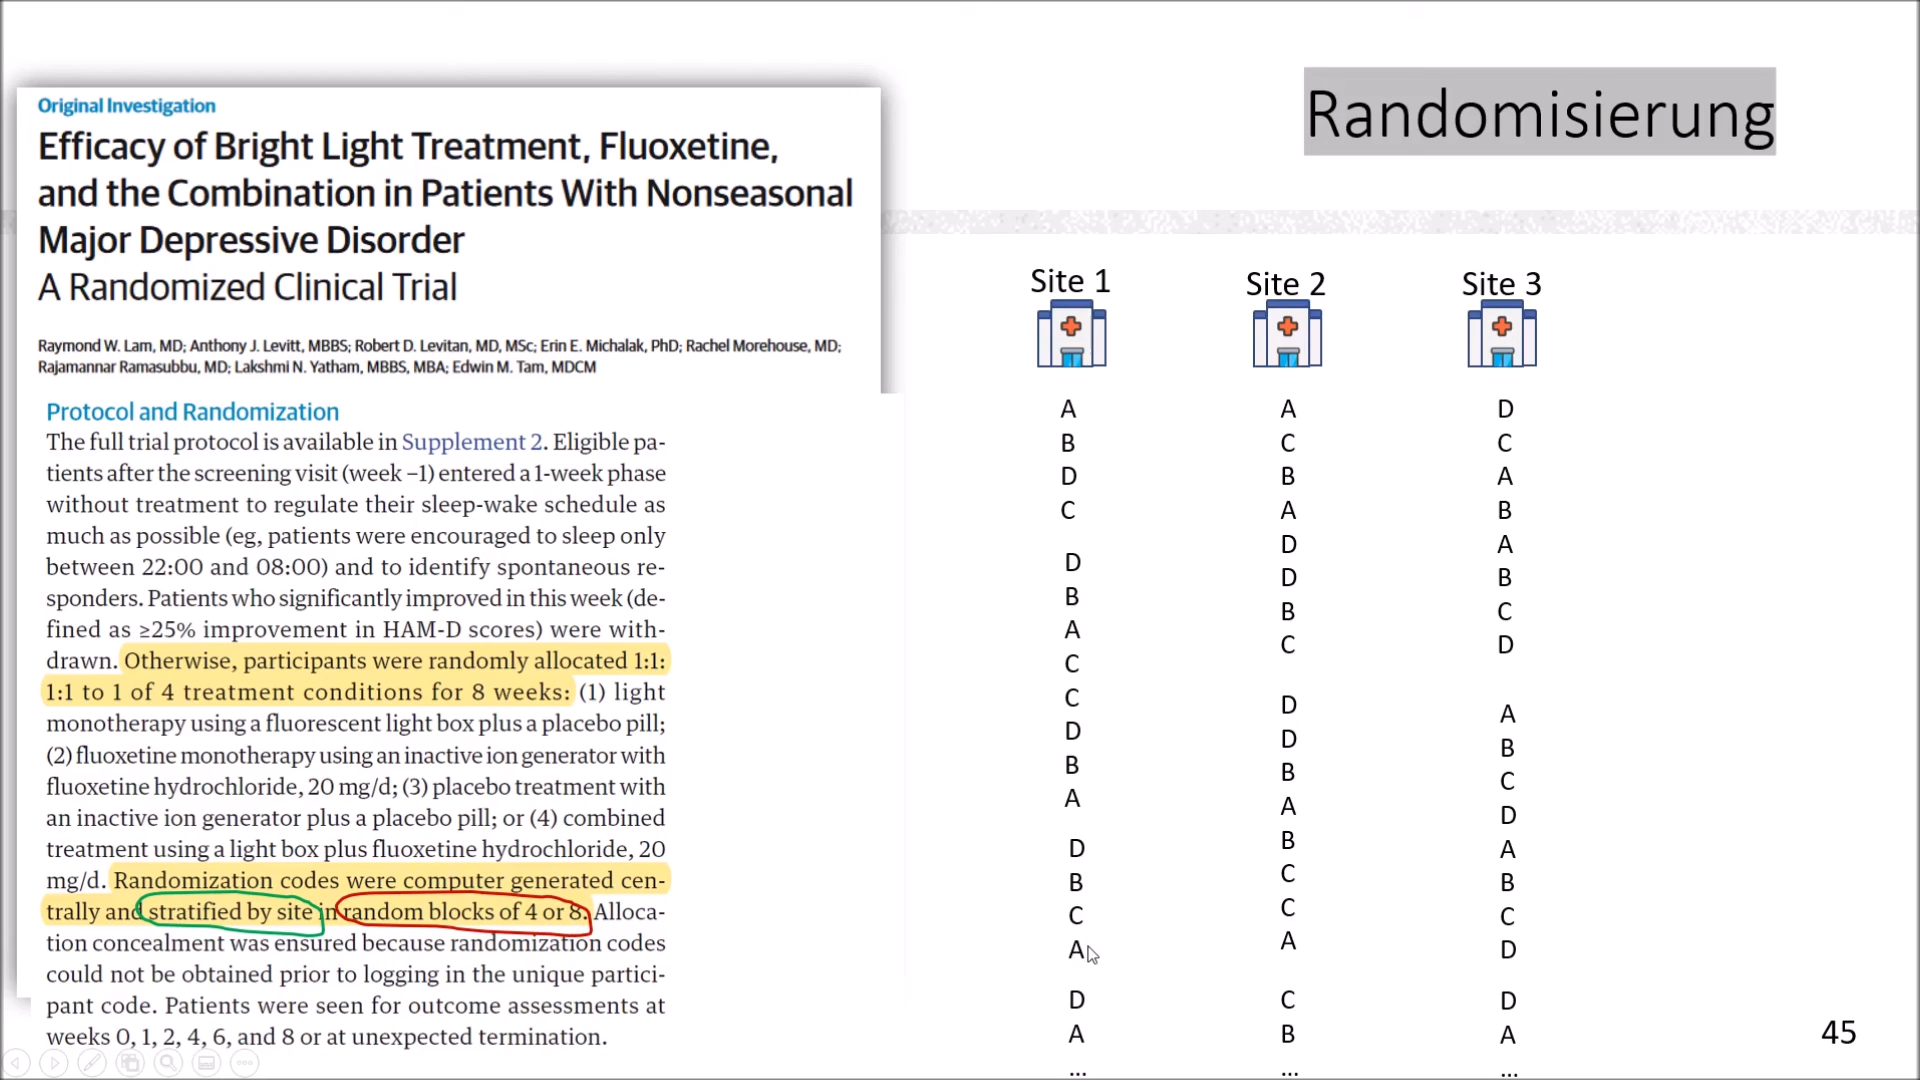 Randomisierung
Original Investigation
Efficacy of Bright Light Treatment, Fluoxetine,
and the Combination in Patients With Nonseasonal
Major Depressive Disorder
A Randomized Clinical Trial
Raymond W. Lam, MD; Anthony J. Levitt, MBBS; Robert D. Levitan, MD, MSc; Erin E. Michalak, PhD; Rachel Morehouse, MD;
Rajamannar Ramasubbu, MD; Lakshmi N. Yatham, MBBS, MBA; Edwin M. Tam, MDCM
Protocol and Randomization
The full trial protocol is available in Supplement 2. Eligible pa-
tients after the screening visit (week −1) entered a 1-week phase
without treatment to regulate their sleep-wake schedule as
much as possible (eg, patients were encouraged to sleep only
between 22:00 and 08:00) and to identify spontaneous re-
sponders. Patients who significantly improved in this week (de-
fined as ≥25% improvement in HAM-D scores) were with-
drawn. Otherwise, participants were randomly allocated 1:1:
1:1 to 1 of 4 treatment conditions for 8 weeks: (1) light
monotherapy using a fluorescent light box plus a placebo pill;
(2) fluoxetine monotherapy using an inactive ion generator with
fluoxetine hydrochloride, 20 mg/d; (3) placebo treatment with
an inactive ion generator plus a placebo pill; or (4) combined
treatment using a light box plus fluoxetine hydrochloride, 20
mg/d. Randomization codes were computer generated cen-
trally and stratified by site in random blocks of 4 or 8. Alloca-
tion concealment was ensured because randomization codes
could not be obtained prior to logging in the unique partici-
pant code. Patients were seen for outcome assessments at
weeks 0, 1, 2, 4, 6, and 8 or at unexpected termination.
Site 1
A
B
D
C
D
B
A
C
C
D
B
A
D
B
C
A
D
A
...
Site 2
A
C
B
A
D
D
B
C
D
D
B
A
B
C
C
A
C
B
...
Site 3
D
C
A
B
A
B
C
D
A
B
C
D
A
B
C
D
D
A
...
45